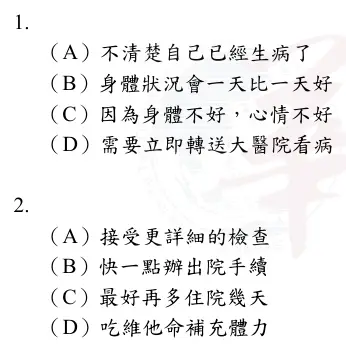 1.
（A）不清楚自己已經生病了
（B）身體狀況會一天比一天好
（C）因為身體不好，心情不好
（D）需要立即轉送大醫院看病
2.
（A）接受更詳細的檢查
（B）快一點辦出院手續
（C）最好再多住院幾天
（D）吃維他命補充體力